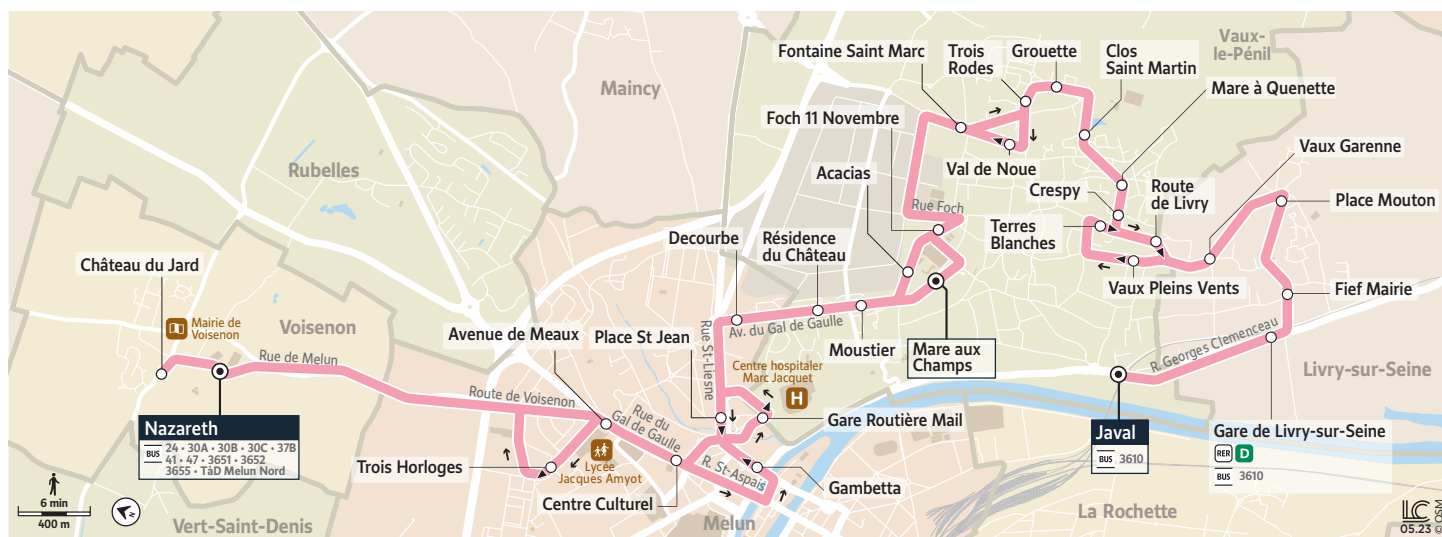 Vaux-
le-Pénil
Fontaine Saint Marc
Trois
Rodes
Grouette
Clos
Saint Martin
Maincy
Mare à Quenette
Foch 11 Novembre
Vaux Garenne
Rubelles
Val de Noue
Acacias
Crespy
Route
de Livry
Place Mouton
Rue Foch
Terres
Blanches
Decourbe
Résidence
du Château
Château du Jard
Vaux Pleins Vents
Fief Mairie
Mairie de
Voisenon
Voisenon
Avenue de Meaux
Place St Jean
Rue St-Liesne
Av. du Gal de Gaulle
Moustier
Mare aux
Champs
R. Georges Clemenceau
Rue de Melun
Centre hospitaler
Marc Jacquet
H
Livry-sur-Seine
Route de Voisenon
Rue du
Gal de Gaulle
Gare Routière Mail
Nazareth
BUS
24 • 30A • 30B • 30C • 37B
41 • 47 • 3651 • 3652
3655 • TàD Melun Nord
Javal
BUS 3610
Gare de Livry-sur-Seine
RER D
BUS 3610
Trois Horloges
Lycée
Jacques Amyot
R. St-Aspais
Gambetta
Centre Culturel
6 min
400 m
N
Vert-Saint-Denis
Melun
La Rochette
LC
05.23 © OSM